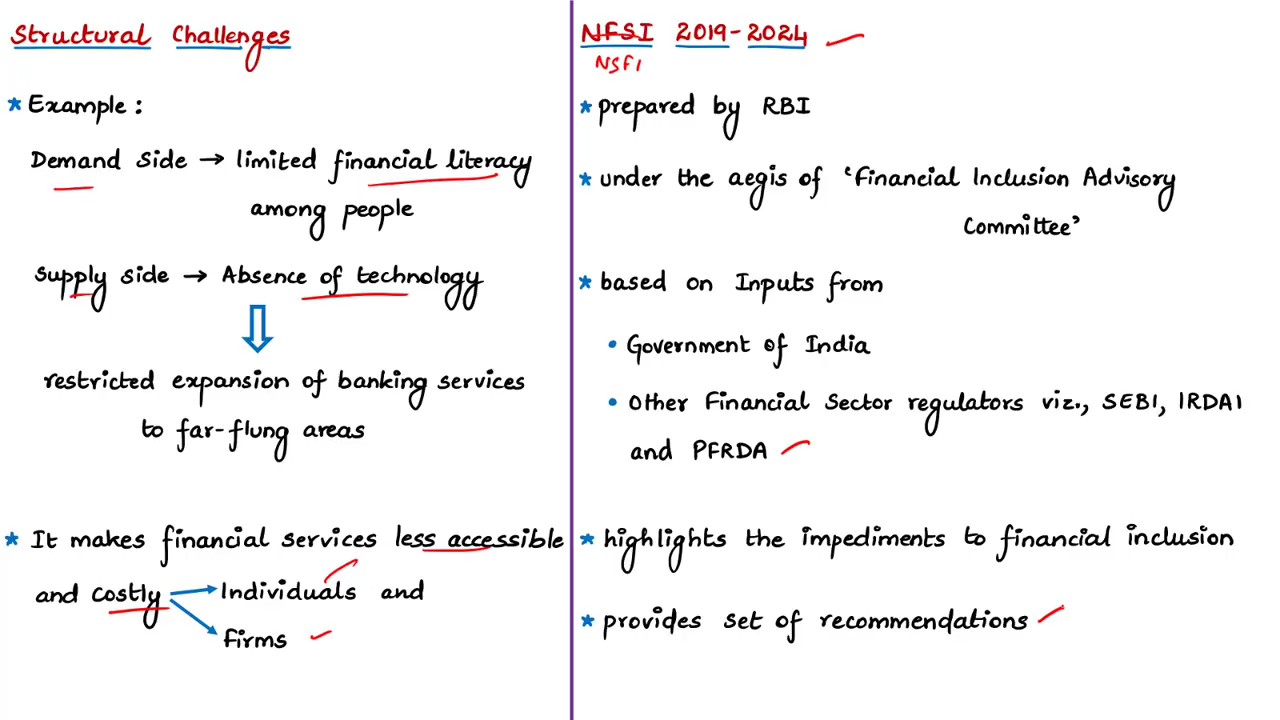 Structural Challenges
* Example :
Demand side → limited financial literacy
among people
Supply side → Absence of technology
restricted expansion of banking services
to far-flung areas
* It makes financial services less accessible
and costly → Individuals and
→ firms
NFSI 2019-2024
NSFI
* prepared by RBI
* under the aegis of ‘Financial Inclusion Advisory
Committee’
* based on Inputs from
• Government of India
• Other Financial Sector regulators viz., SEBI, IRDAI
and PFRDA
* highlights the impediments to financial inclusion
* provides set of recommendations